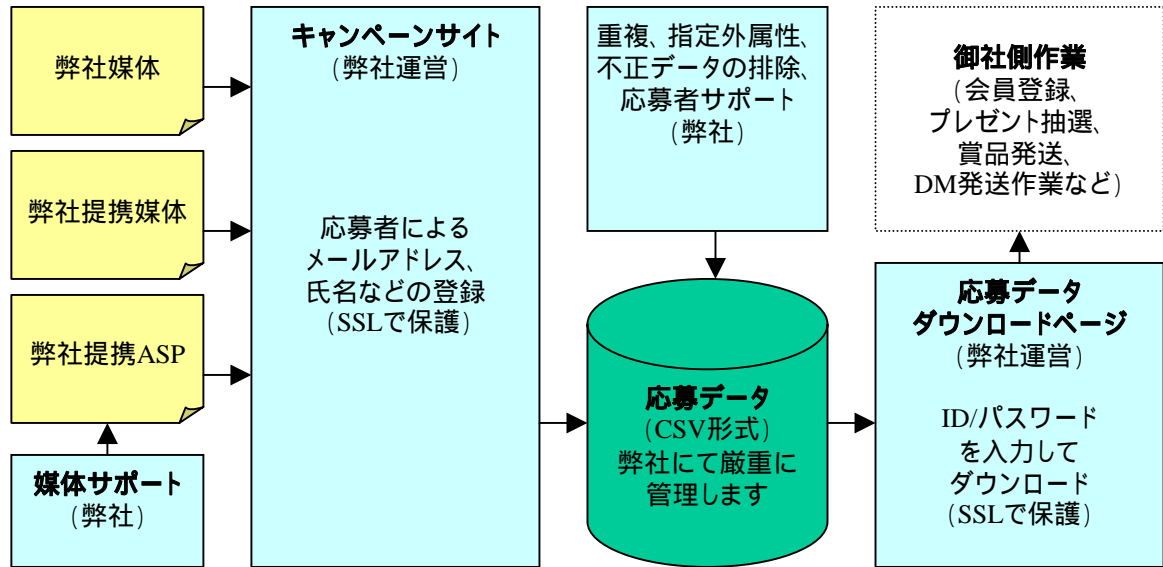 弊社媒体
弊社提携媒体
弊社提携ASP
媒体サポート
(弊社)
キャンペーンサイト
(弊社運営)
応募者による
メールアドレス、
氏名などの登録
(SSLで保護)
重複、指定外属性、
不正データの排除、
応募者サポート
(弊社)
応募データ
(CSV形式)
弊社にて厳重に
管理します
御社側作業
(会員登録、
プレゼント抽選、
賞品発送、
DM発送作業など)
応募データ
ダウンロードページ
(弊社運営)
ID/パスワード
を入力して
ダウンロード
(SSLで保護)